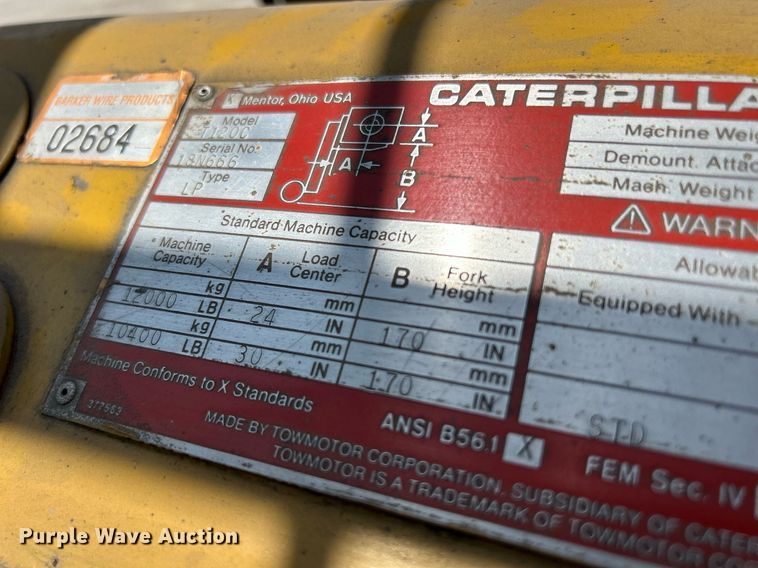 BARKER WIRE PRODUCTS
02684
X Mentor, Ohio USA
Model
T120C
Serial No.
18N666
Type
LP
A
A
B
CATERPILLA
Machine Weig
Demount. Attac
Mach. Weight
WARN
Allowab
Equipped With
STD
Standard Machine Capacity
Machine Capacity
A Load Center
B Fork Height
kg
mm
mm
12000 LB
24 IN
170 IN
kg
mm
mm
10400 LB
30 IN
170 IN
Machine Conforms to X Standards
ANSI B56.1 X
FEM Sec. IV
377563
MADE BY TOWMOTOR CORPORATION, SUBSIDIARY OF CATER
TOWMOTOR IS A TRADEMARK OF TOWMOTOR CO
Purple Wave Auction